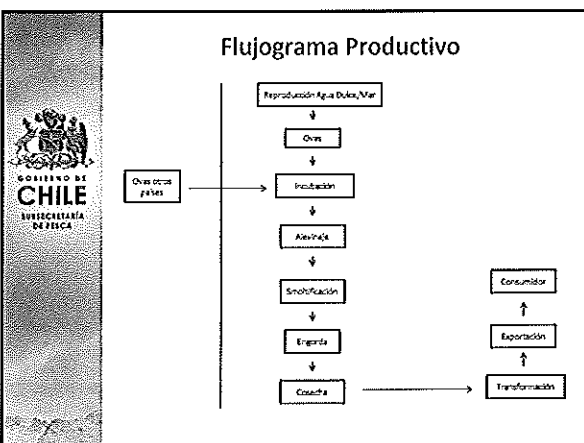 Flujograma Productivo
GOBIERNO DE
CHILE
SUBSECRETARÍA
DE PESCA
Reproducción Agua Dulce/Mar
Ovas
Ovas otros
países
Incubación
Alevinaje
Smoltificación
Engorda
Cosecha
Consumidor
Exportación
Transformación